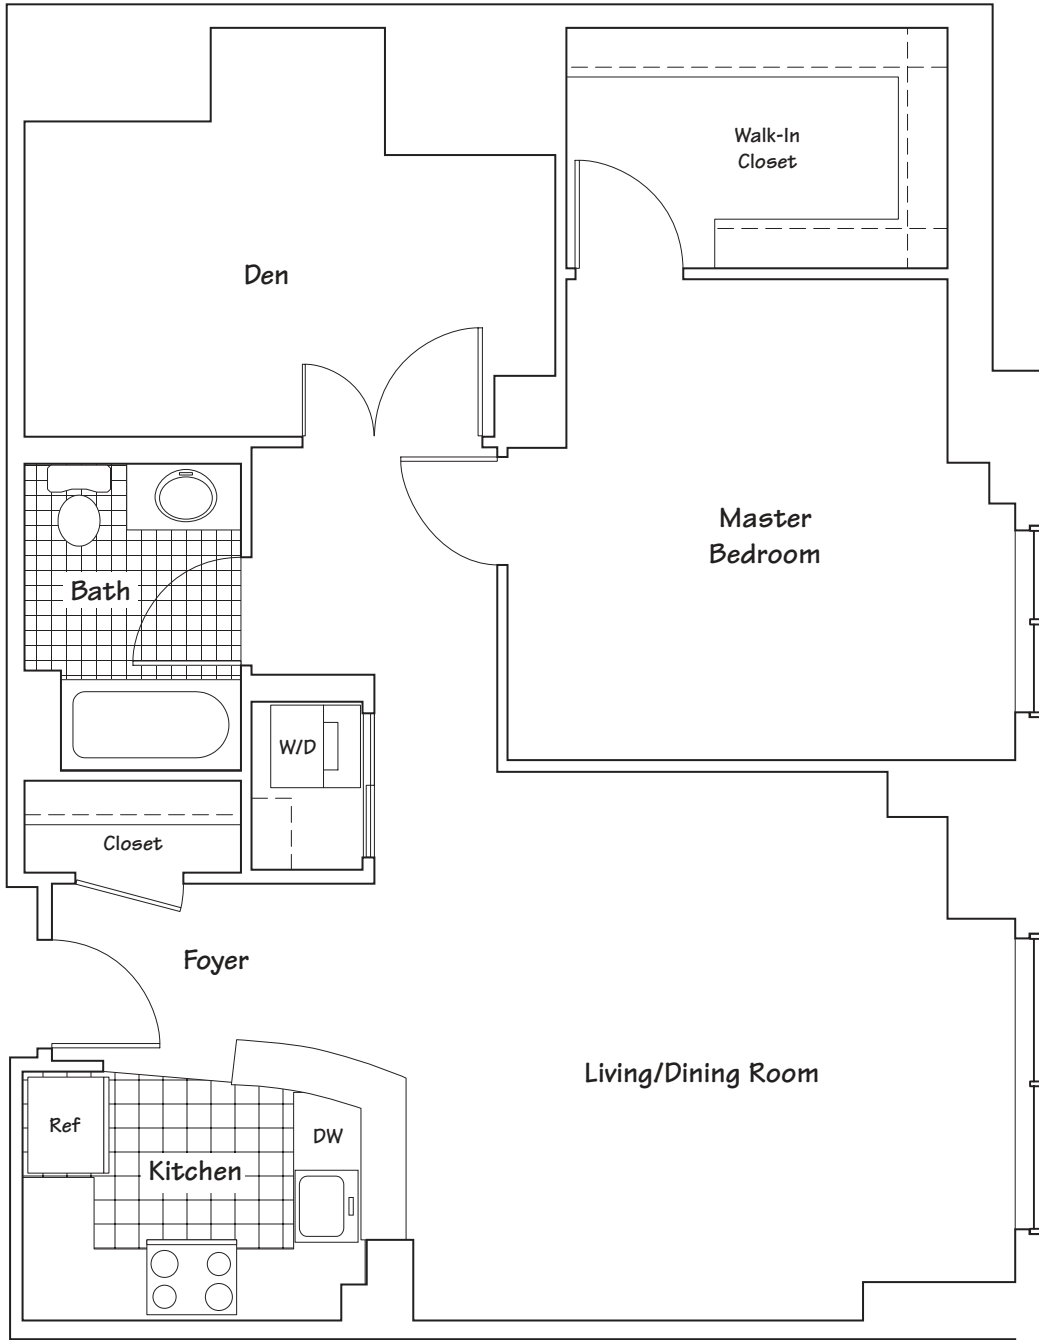 Walk-In
Closet
Den
Master
Bedroom
Bath
W/D
Closet
Foyer
Living/Dining Room
Ref
DW
Kitchen